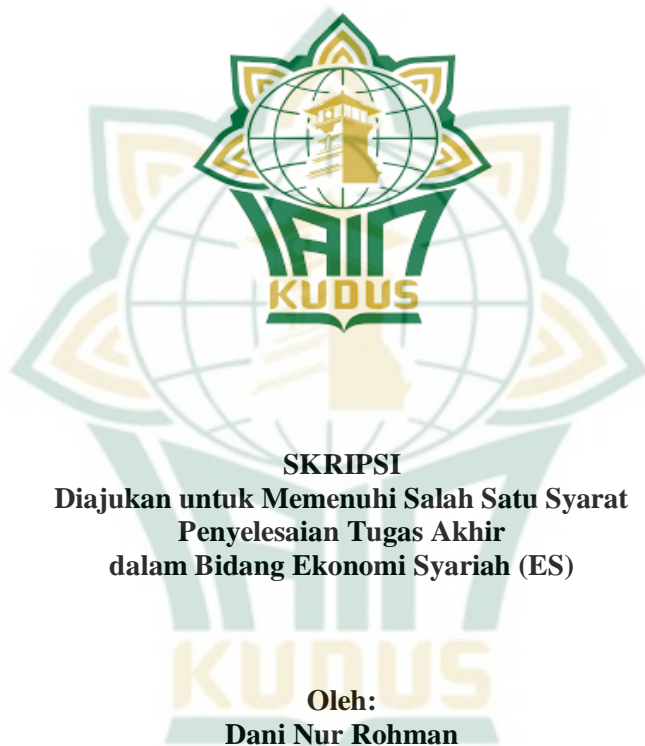 IAIN
KUDUS
SKRIPSI
Diajukan untuk Memenuhi Salah Satu Syarat
Penyelesaian Tugas Akhir
dalam Bidang Ekonomi Syariah (ES)
KUDUS
Oleh:
Dani Nur Rohman